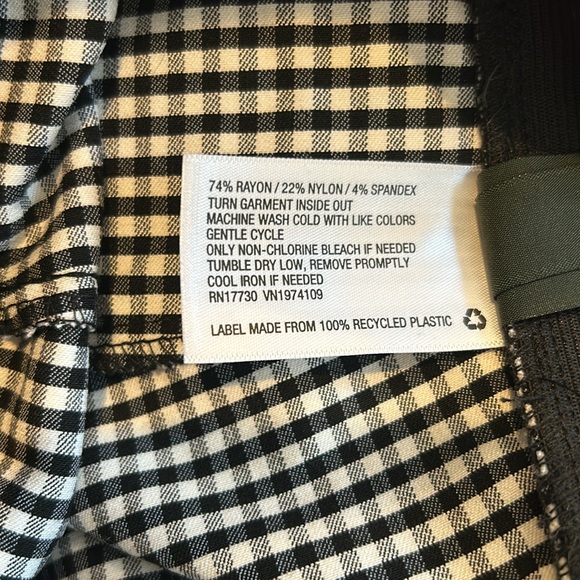 74% RAYON / 22% NYLON / 4% SPANDEX
TURN GARMENT INSIDE OUT
MACHINE WASH COLD WITH LIKE COLORS
GENTLE CYCLE
ONLY NON-CHLORINE BLEACH IF NEEDED
TUMBLE DRY LOW, REMOVE PROMPTLY
COOL IRON IF NEEDED
RN17730 VN1974109
LABEL MADE FROM 100% RECYCLED PLASTIC